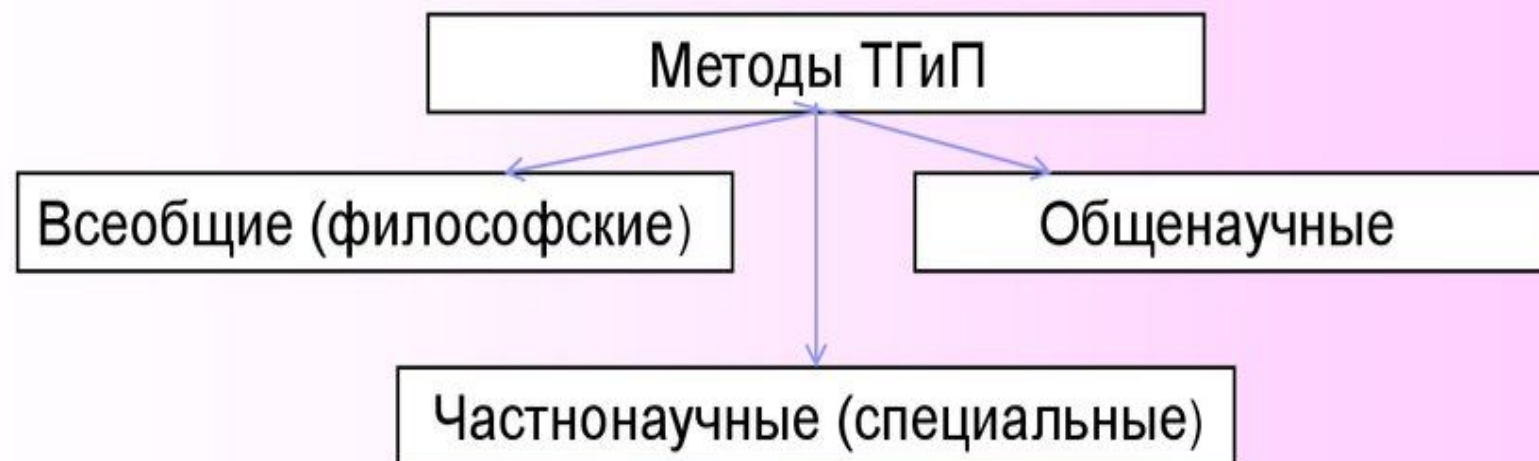 Методы ТГиП
Всеобщие (философские)
Общенаучные
Частнонаучные (специальные)